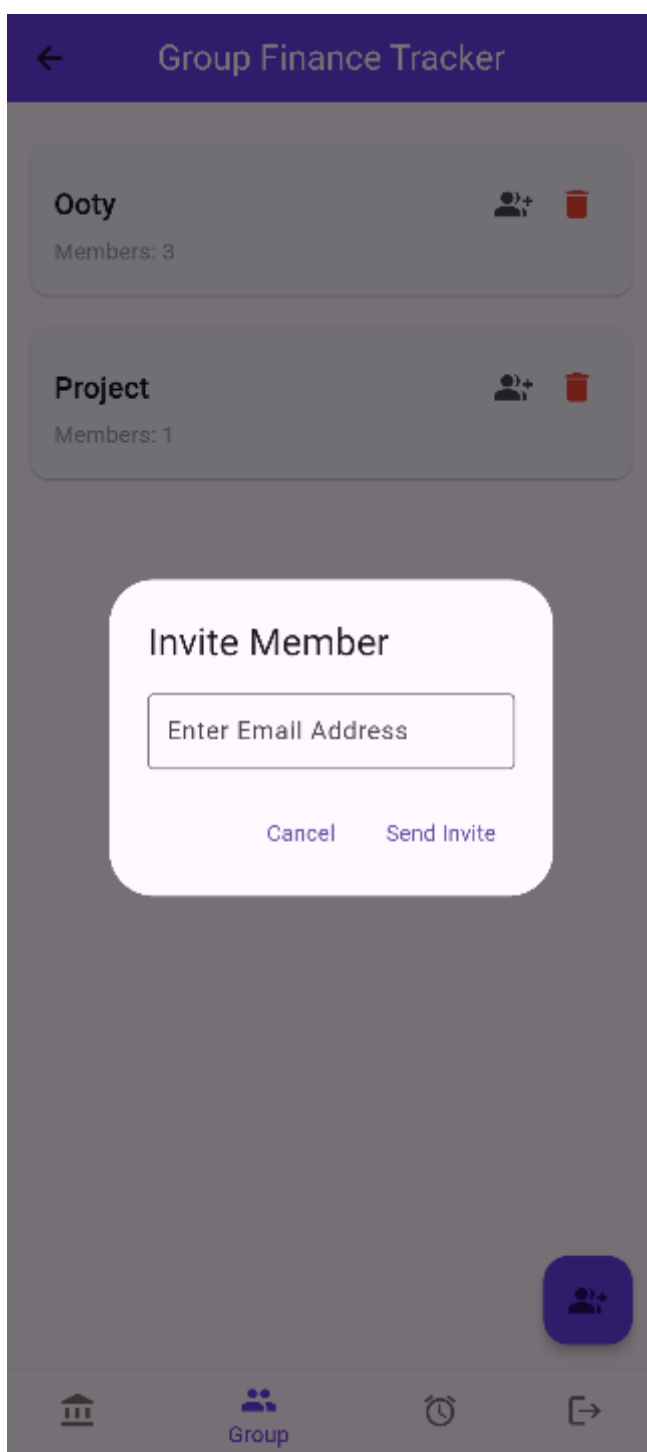 Group Finance Tracker
Ooty
Members: 3
Project
Members: 1
Invite Member
Enter Email Address
Cancel Send Invite
Group